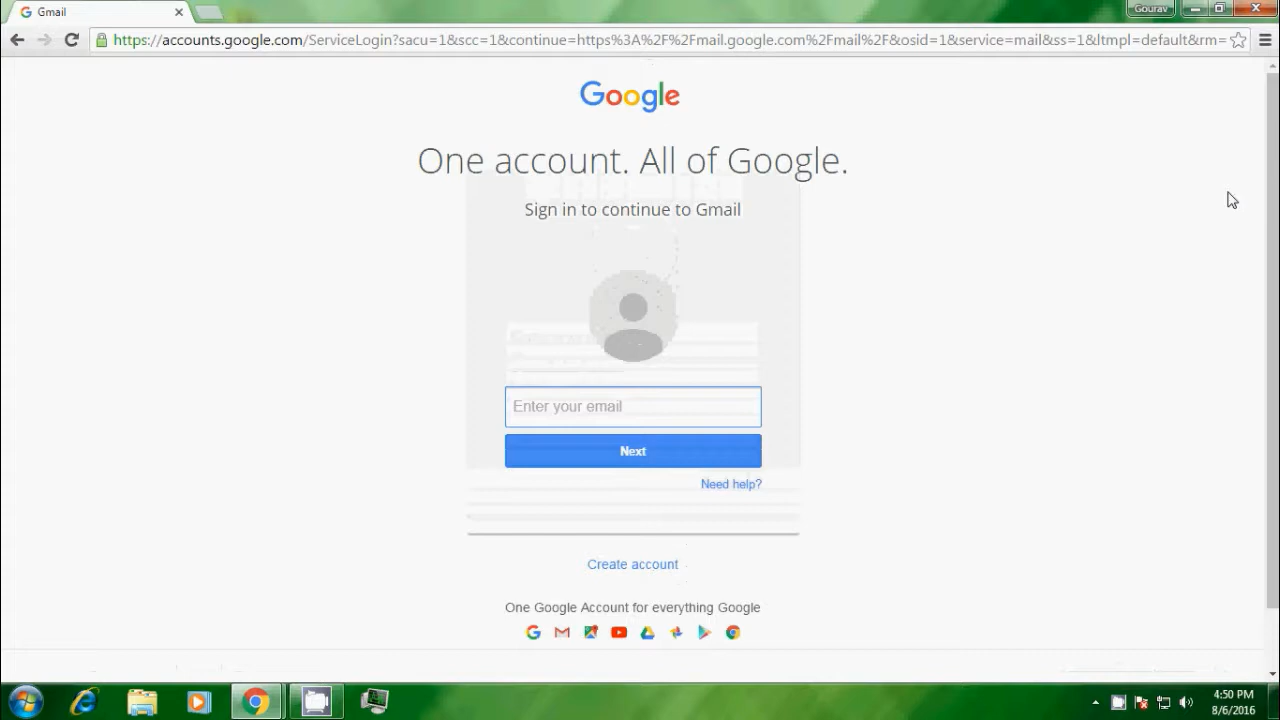 Gmail
Gourav
https://accounts.google.com/ServiceLogin?sacu=1&scc=1&continue=https%3A%2F%2Fmail.google.com%2Fmail%2F&osid=1&service=mail&ss=1&ltmpl=default&rm=
Google
One account. All of Google.
Sign in to continue to Gmail
Enter your email
Next
Need help?
Create account
One Google Account for everything Google
4:50 PM
8/6/2016